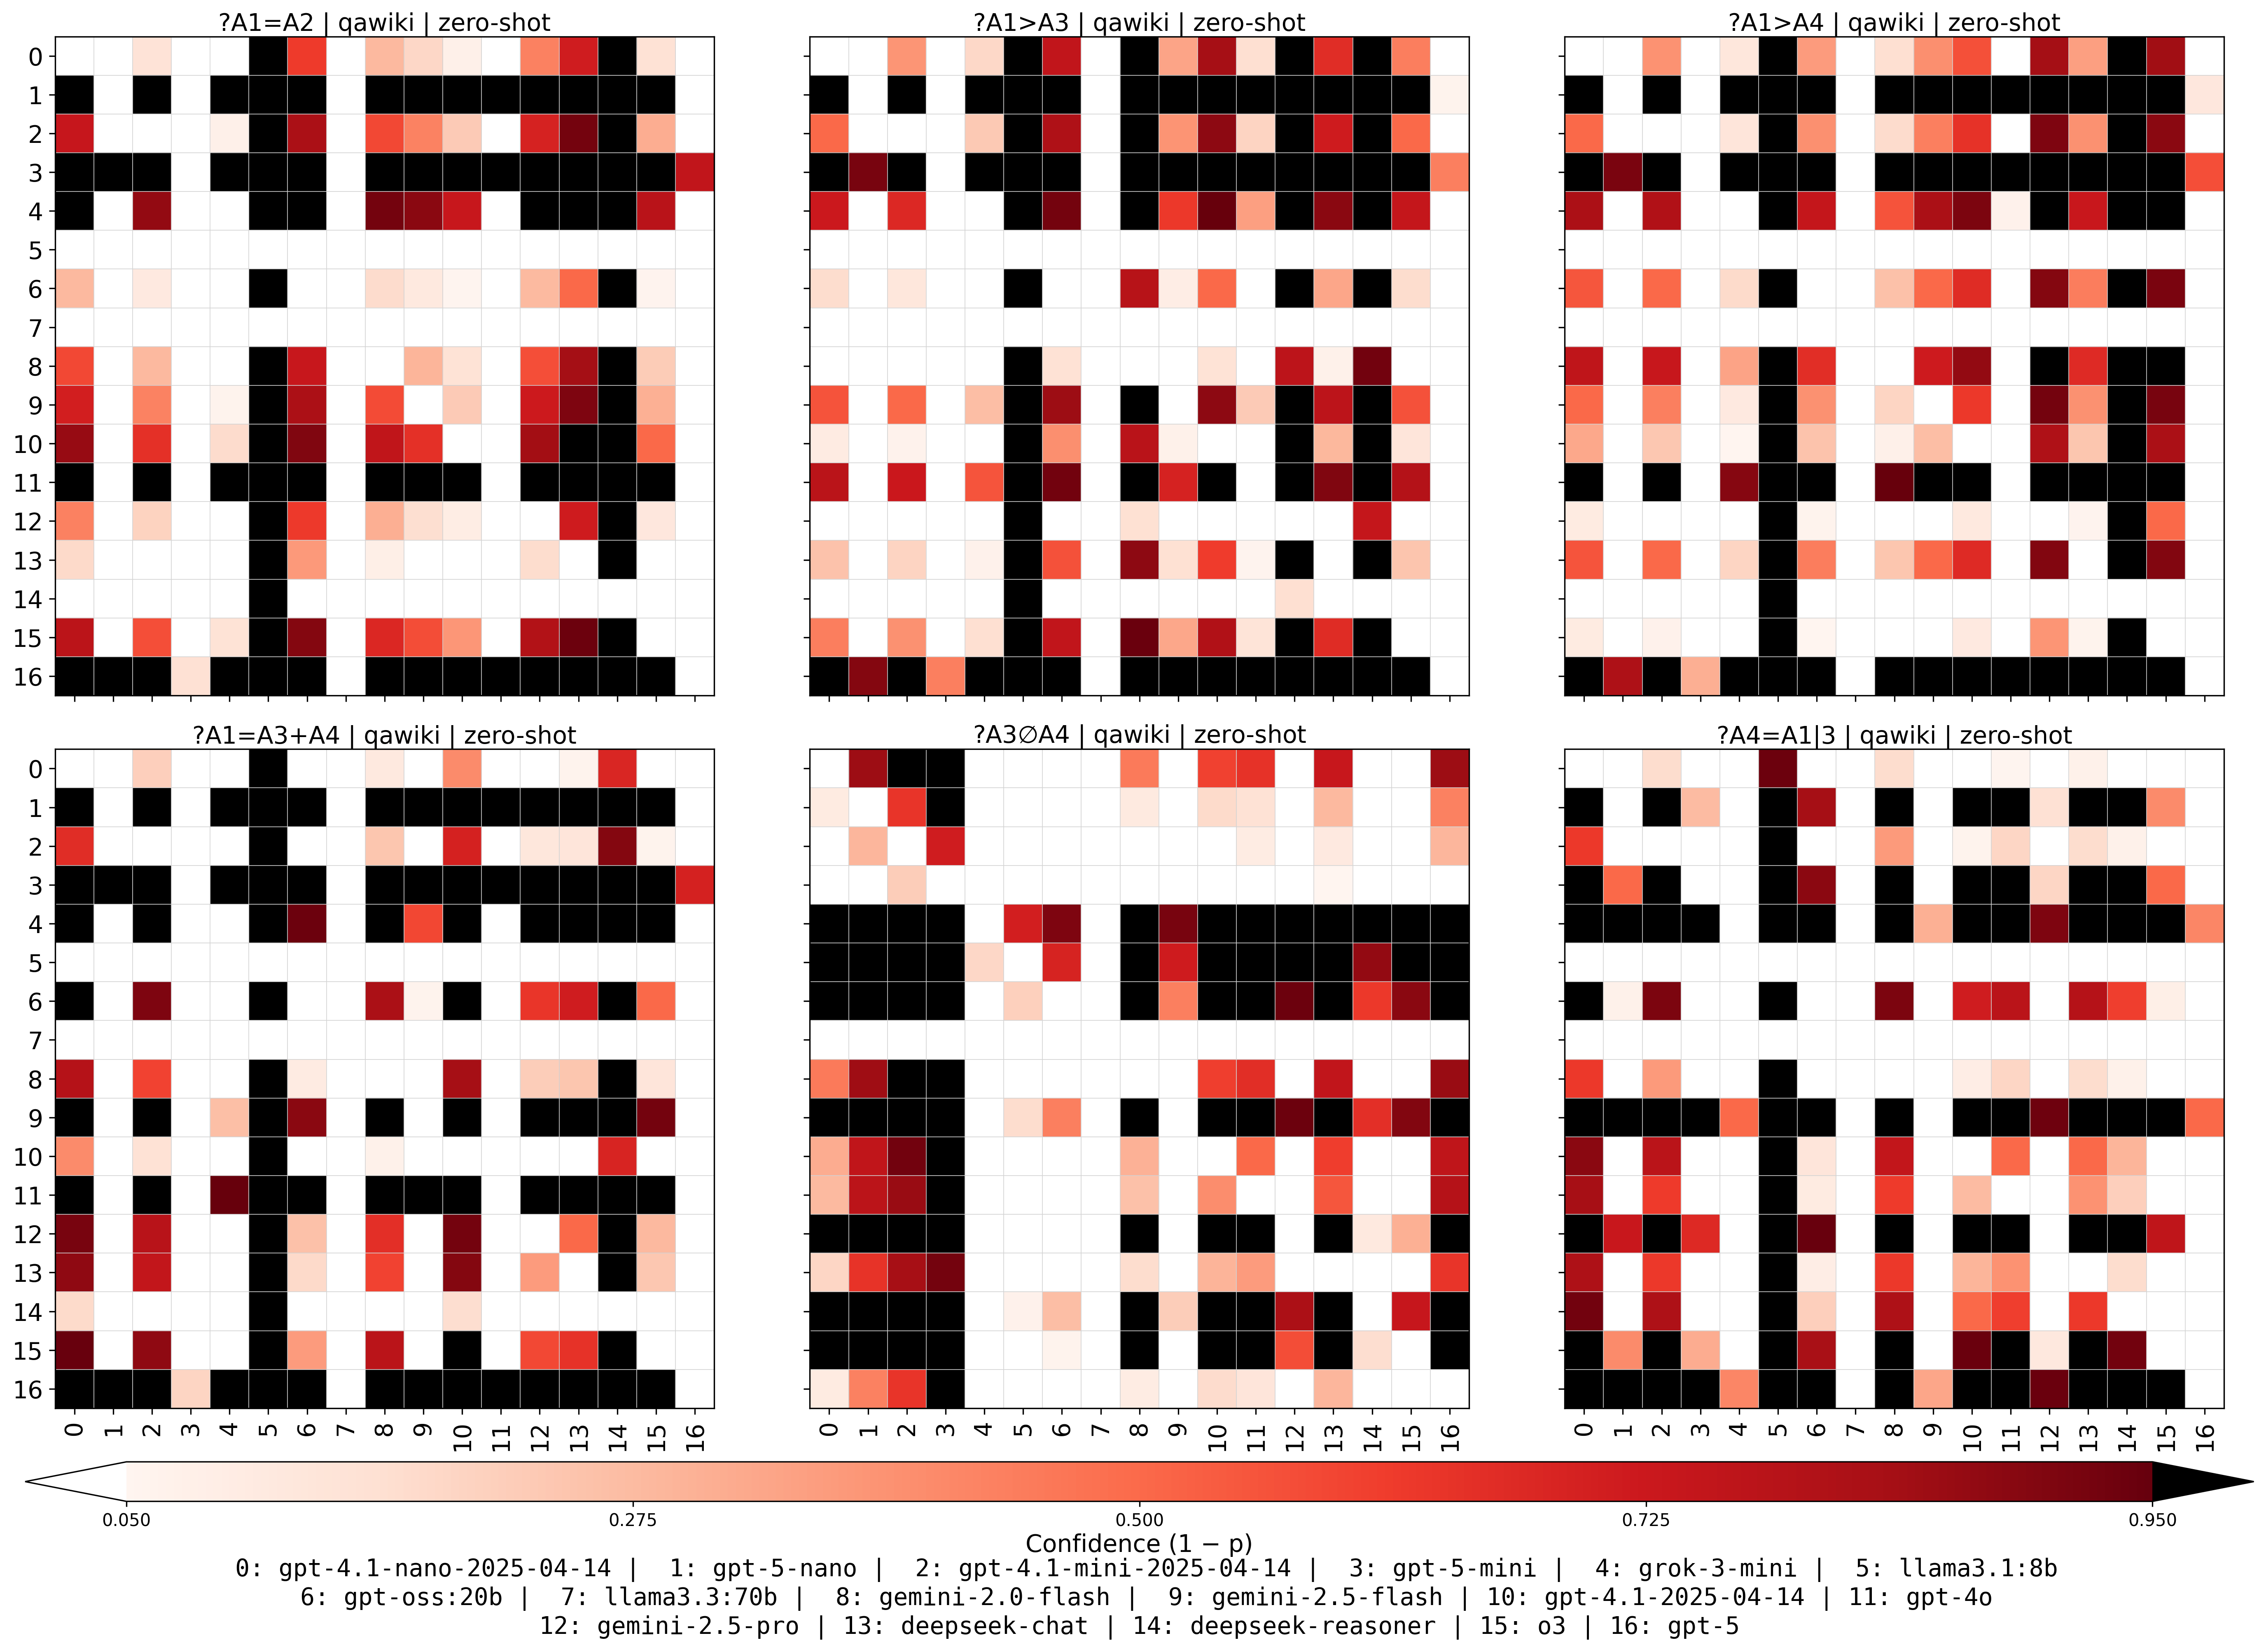 ?A1=A2 | qawiki | zero-shot
?A1>A3 | qawiki | zero-shot
?A1>A4 | qawiki | zero-shot
0
1
2
3
4
5
6
7
8
9
10
11
12
13
14
15
16
?A1=A3+A4 | qawiki | zero-shot
?A3∅A4 | qawiki | zero-shot
?A4=A1|3 | qawiki | zero-shot
0
1
2
3
4
5
6
7
8
9
10
11
12
13
14
15
16
0 1 2 3 4 5 6 7 8 9 10 11 12 13 14 15 16
0 1 2 3 4 5 6 7 8 9 10 11 12 13 14 15 16
0 1 2 3 4 5 6 7 8 9 10 11 12 13 14 15 16
0.050 0.275 0.500 0.725 0.950
Confidence (1 − p)
0: gpt-4.1-nano-2025-04-14 | 1: gpt-5-nano | 2: gpt-4.1-mini-2025-04-14 | 3: gpt-5-mini | 4: grok-3-mini | 5: llama3.1:8b
6: gpt-oss:20b | 7: llama3.3:70b | 8: gemini-2.0-flash | 9: gemini-2.5-flash | 10: gpt-4.1-2025-04-14 | 11: gpt-4o
12: gemini-2.5-pro | 13: deepseek-chat | 14: deepseek-reasoner | 15: o3 | 16: gpt-5